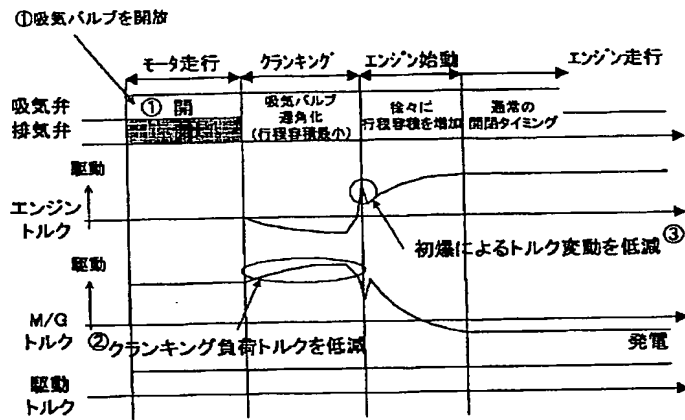 ①吸気バルブを開放
モータ走行
クランキング
エンジン始動
エンジン走行
吸気弁
排気弁
① 開
吸気バルブ
遅角化
(行程容積最小)
徐々に
行程容積を増加
通常の
開閉タイミング
駆動
エンジン
トルク
初爆によるトルク変動を低減③
駆動
M/G
トルク
②クランキング負荷トルクを低減
発電
駆動
トルク